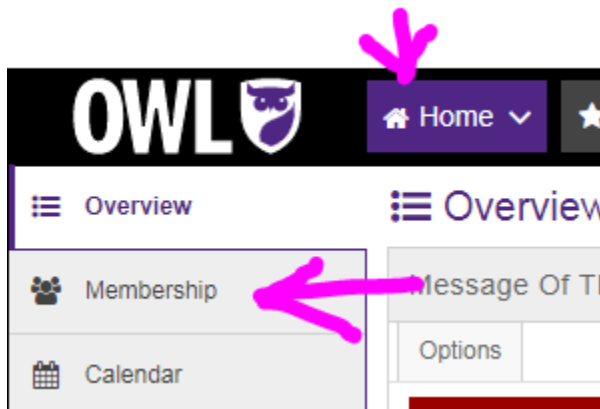 OWL
Home
Overview
Overview
Membership
Message Of
Options
Calendar